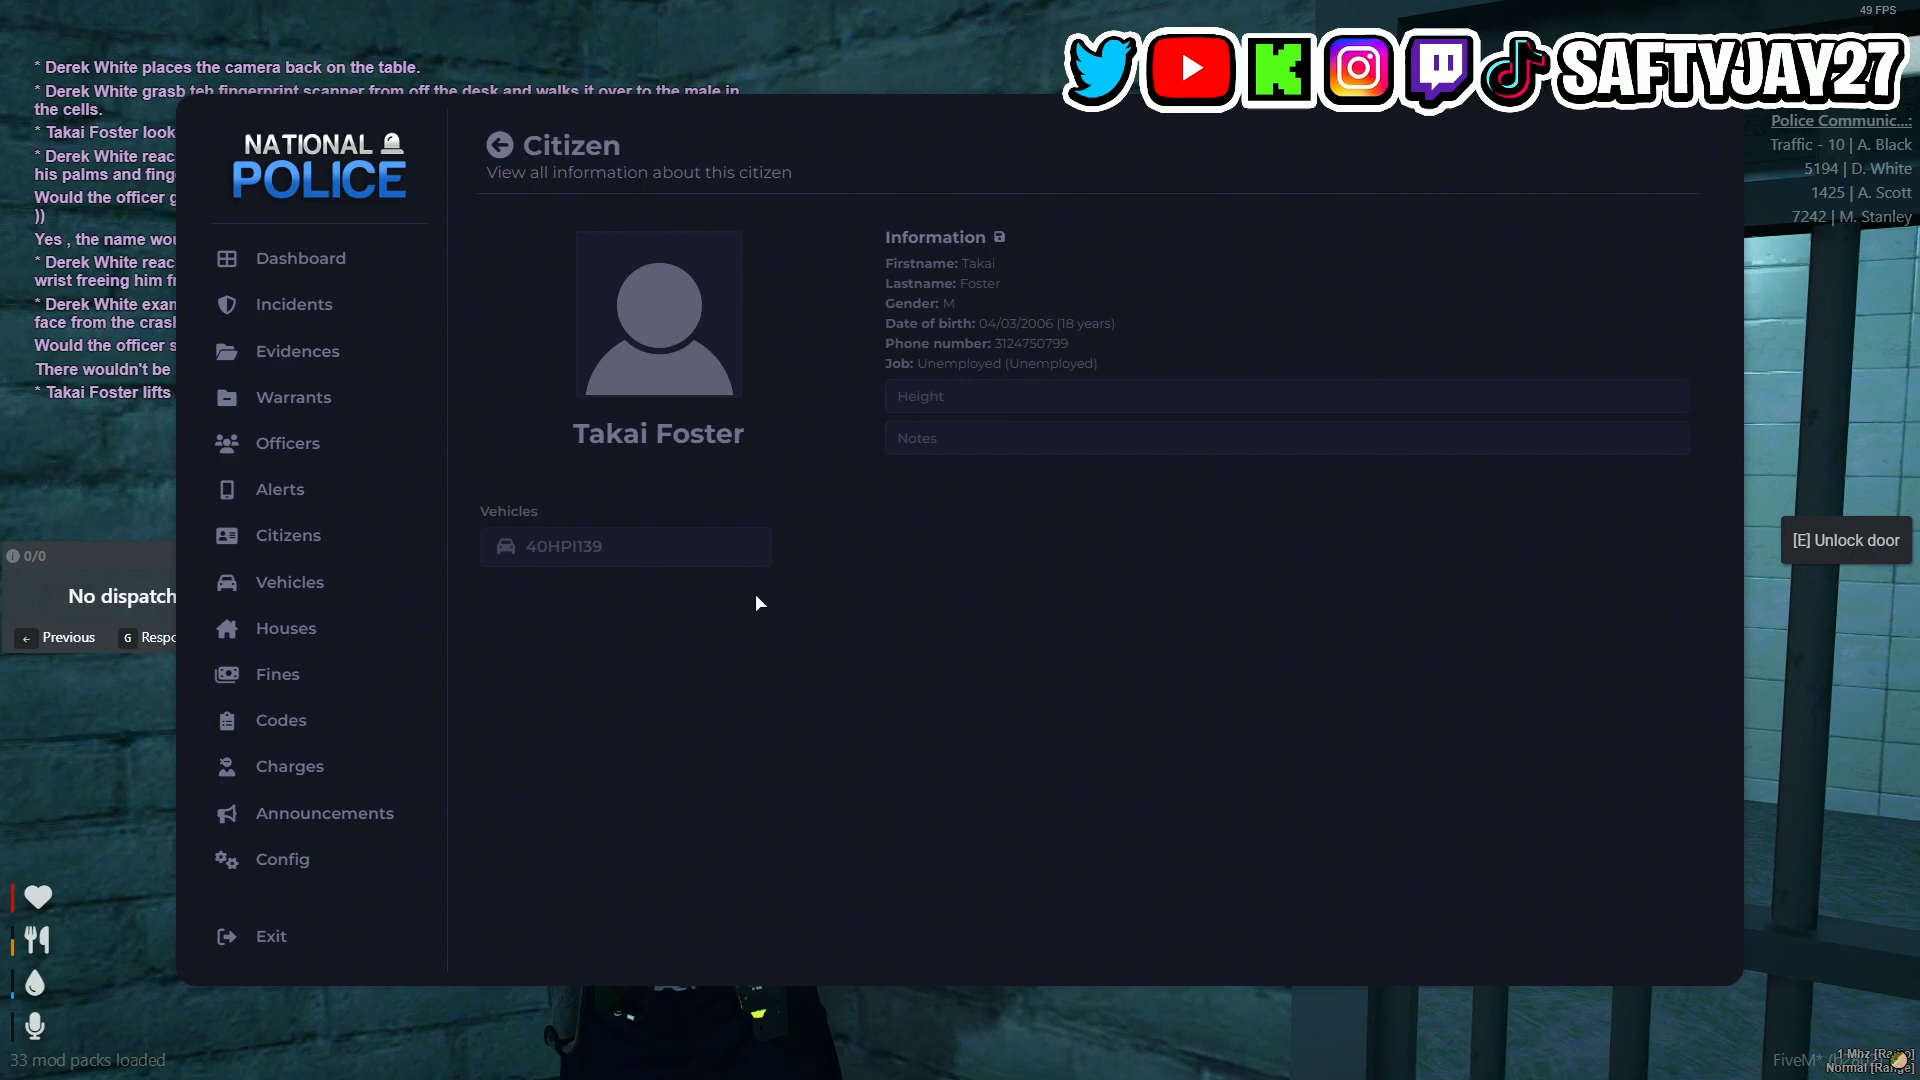 49 FPS
SAFTYJAY27
* Derek White places the camera back on the table.
* Derek White grasb teh fingerprint scanner from off the desk and walks it over to the male in
the cells.
* Takai Foster look
* Derek White reac
his palms and fing
Would the officer g
))
Yes , the name wou
* Derek White reac
wrist freeing him fr
* Derek White exam
face from the crash
Would the officer s
There wouldn't be
* Takai Foster lifts
Police Communic...:
Traffic - 10 | A. Black
5194 | D. White
1425 | A. Scott
7242 | M. Stanley
NATIONAL
POLICE
Dashboard
Incidents
Evidences
Warrants
Officers
Alerts
Citizens
Vehicles
Houses
Fines
Codes
Charges
Announcements
Config
Exit
Citizen
View all information about this citizen
Takai Foster
Information
Firstname: Takai
Lastname: Foster
Gender: M
Date of birth: 04/03/2006 (18 years)
Phone number: 3124750799
Job: Unemployed (Unemployed)
Height
Notes
Vehicles
40HPI139
[E] Unlock door
0/0
No dispatch
← Previous G Respo
33 mod packs loaded
FiveM*
1 Mhz
Normal [Range]